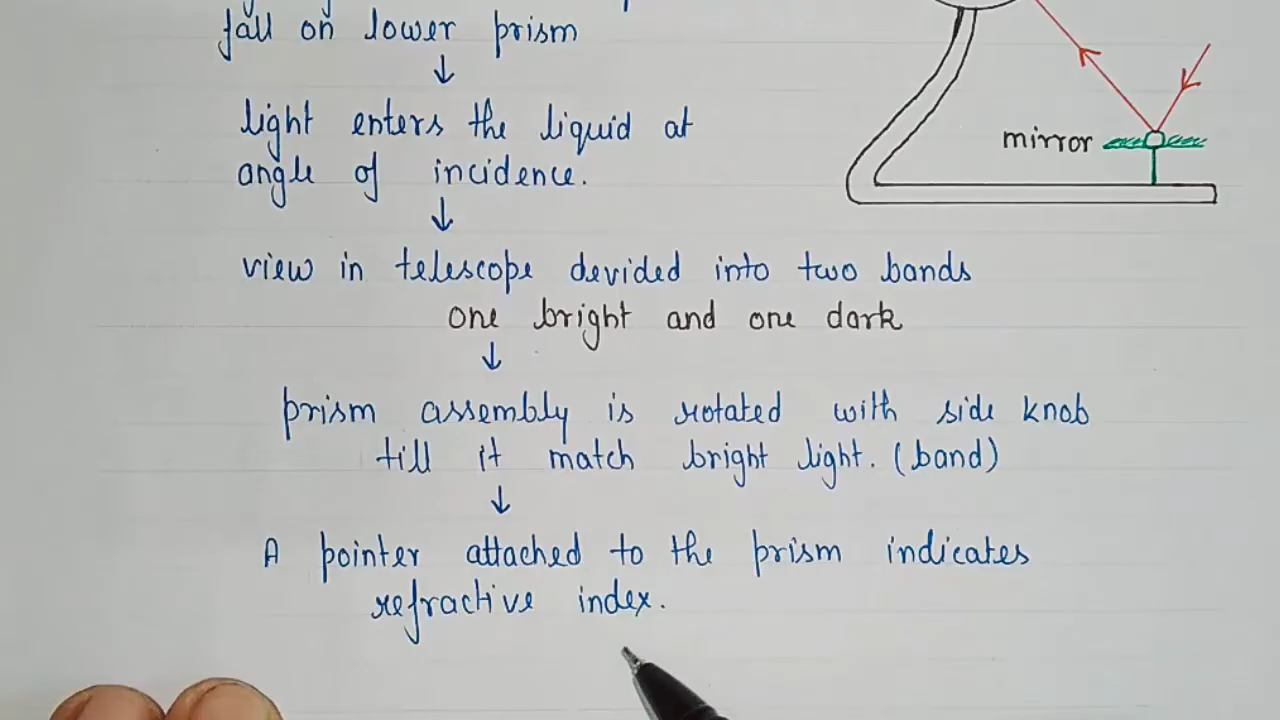 fall on lower prism
↓
light enters the liquid at
angle of incidence.
↓
view in telescope devided into two bands
one bright and one dark
↓
prism assembly is rotated with side knob
till it match bright light. (band)
↓
A pointer attached to the prism indicates
refractive index.
mirror